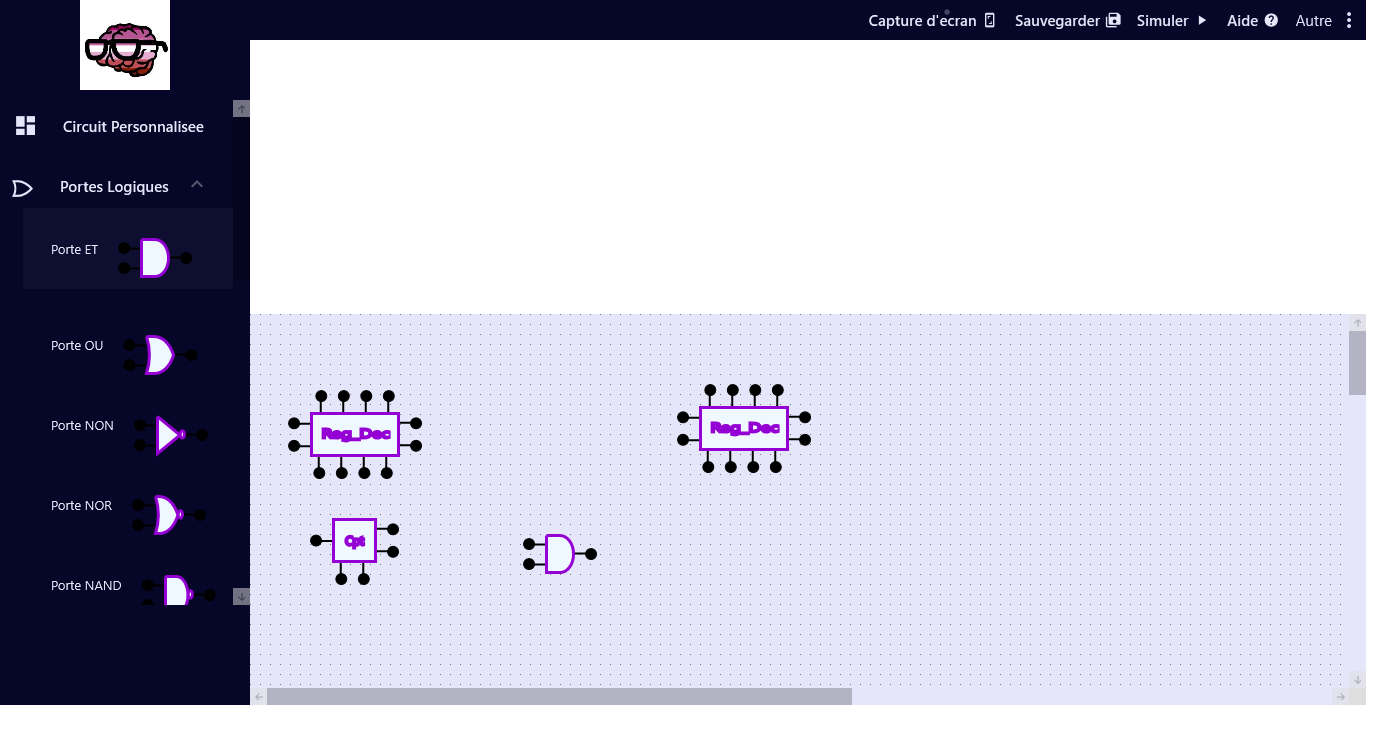 Capture d'ecran Sauvegarder Simuler Aide Autre
Circuit Personnalisee
Portes Logiques
Porte ET
Porte OU
Porte NON
Porte NOR
Porte NAND
Reg_Dec
Reg_Dec
Cpt